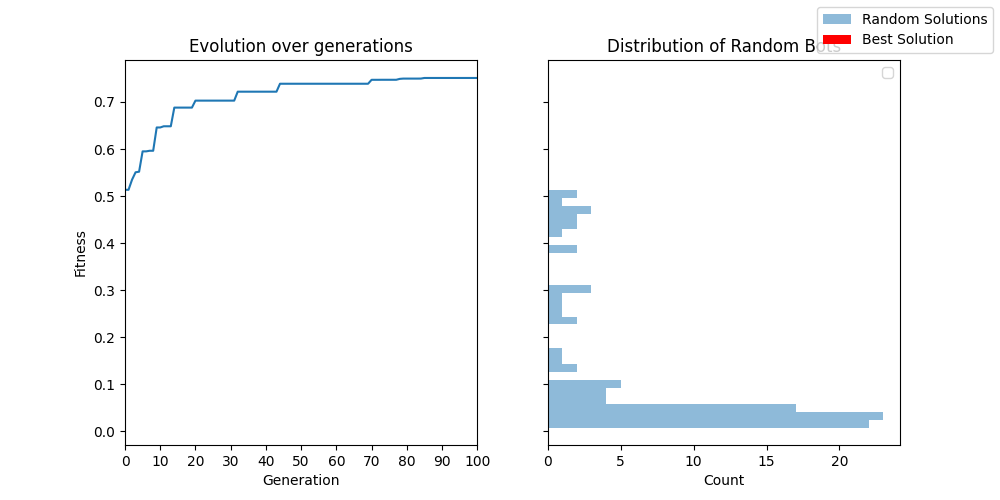 Random Solutions
Best Solution
Evolution over generations
Distribution of Random Bots
0.7
0.6
0.5
0.4
0.3
0.2
0.1
0.0
Fitness
0 10 20 30 40 50 60 70 80 90 100
0 5 10 15 20
Generation
Count